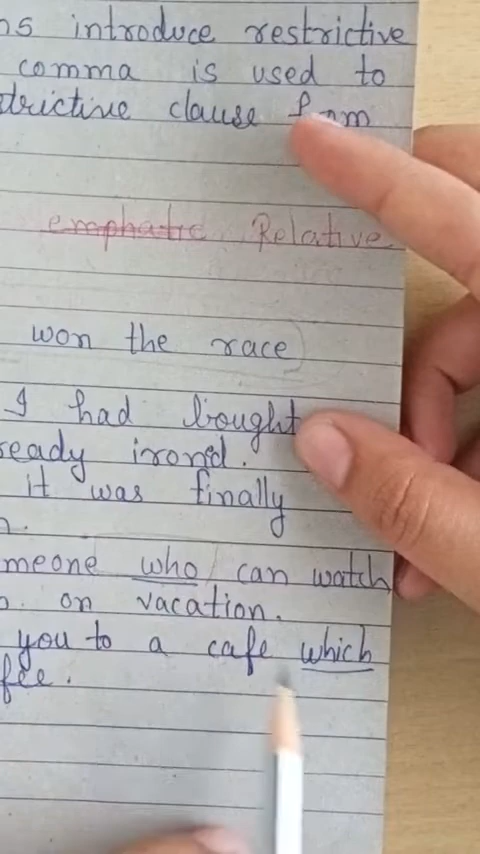 ns introduce restrictive
comma is used to
trictive clause from
emphatic Relative
won the race
I had bought
ready ironed.
it was finally
n.
meone who can watch
on vacation.
you to a cafe which
fee.